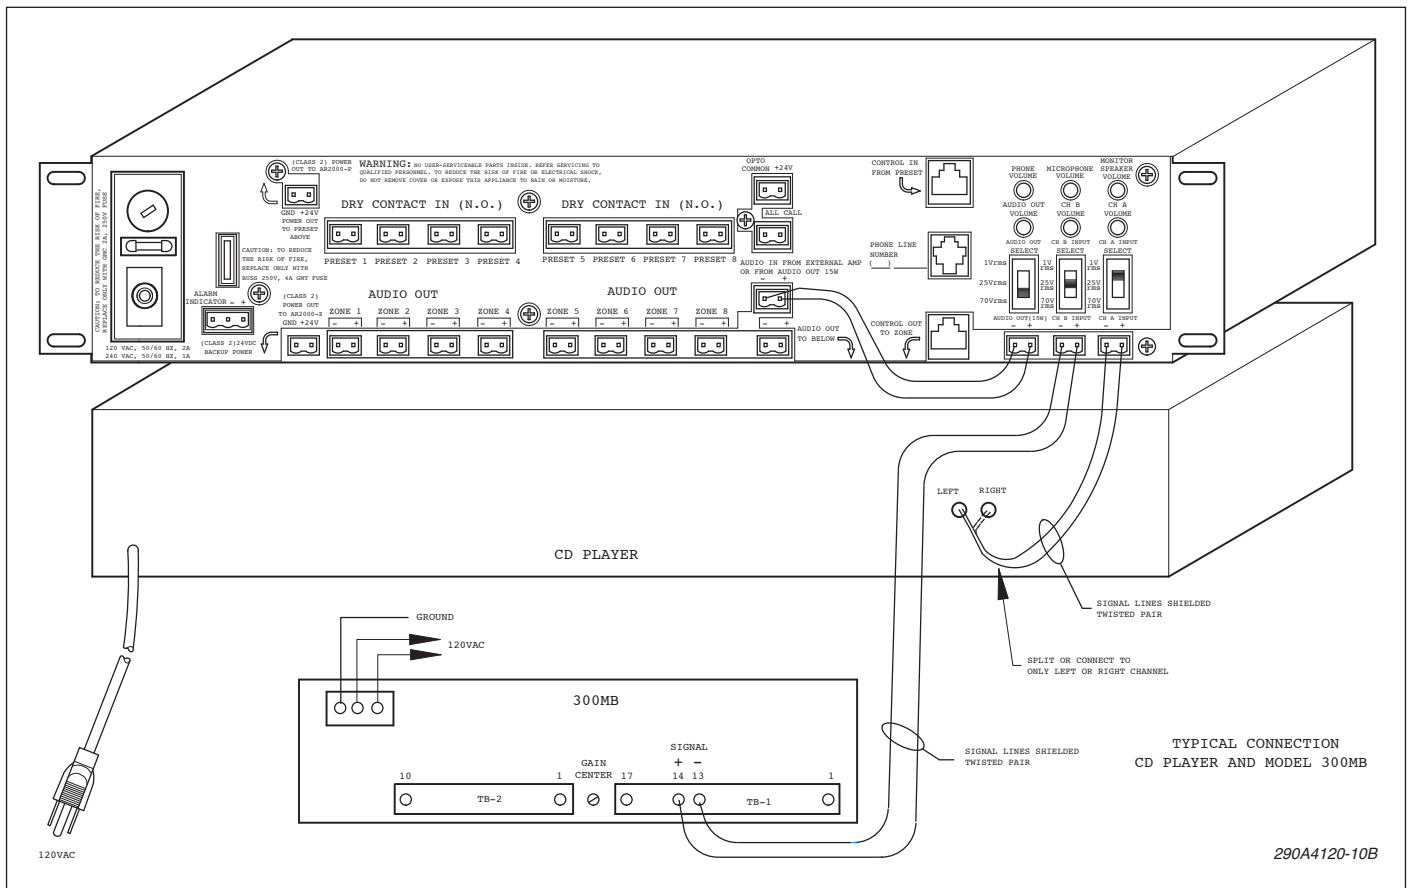 (CLASS 2) POWER
OUT TO AR2000-P
WARNING: NO USER-SERVICEABLE PARTS INSIDE. REFER SERVICING TO
QUALIFIED PERSONNEL. TO REDUCE THE RISK OF FIRE OR ELECTRICAL SHOCK,
DO NOT REMOVE COVER OR EXPOSE THIS APPLIANCE TO RAIN OR MOISTURE.
CAUTION: TO REDUCE THE RISK OF FIRE,
REPLACE ONLY WITH GMC 2A, 250V FUSE
GND +24V
POWER OUT
TO PRESET
ABOVE
DRY CONTACT IN (N.O.)
DRY CONTACT IN (N.O.)
PRESET 1 PRESET 2 PRESET 3 PRESET 4
PRESET 5 PRESET 6 PRESET 7 PRESET 8
OPTO
COMMON +24V
ALL CALL
CONTROL IN
FROM PRESET
PHONE
VOLUME
MICROPHONE
VOLUME
MONITOR
SPEAKER
VOLUME
AUDIO OUT
VOLUME
CH B
VOLUME
CH A
VOLUME
AUDIO OUT
SELECT
CH B INPUT
SELECT
CH A INPUT
SELECT
1Vrms
25Vrms
70Vrms
1V
rms
25V
rms
70V
rms
1V
rms
25V
rms
70V
rms
CAUTION: TO REDUCE
THE RISK OF FIRE,
REPLACE ONLY WITH
BUSS 250V, 4A GMT FUSE
PHONE LINE
NUMBER
(__)
AUDIO IN FROM EXTERNAL AMP
OR FROM AUDIO OUT 15W
- +
ALARM
INDICATOR - +
(CLASS 2)
POWER OUT
TO AR2000-Z
GND +24V
AUDIO OUT
AUDIO OUT
ZONE 1 ZONE 2 ZONE 3 ZONE 4
- + - + - + - +
ZONE 5 ZONE 6 ZONE 7 ZONE 8
- + - + - + - +
- +
AUDIO OUT
TO BELOW
CONTROL OUT
TO ZONE
AUDIO OUT(15W) CH B INPUT CH A INPUT
- + - + - +
120 VAC, 50/60 HZ, 2A
240 VAC, 50/60 HZ, 1A
(CLASS 2)24VDC
BACKUP POWER
LEFT RIGHT
CD PLAYER
SIGNAL LINES SHIELDED
TWISTED PAIR
GROUND
120VAC
SPLIT OR CONNECT TO
ONLY LEFT OR RIGHT CHANNEL
300MB
SIGNAL
+ -
10 1
GAIN
CENTER
17 14 13 1
TB-2
TB-1
SIGNAL LINES SHIELDED
TWISTED PAIR
TYPICAL CONNECTION
CD PLAYER AND MODEL 300MB
120VAC
290A4120-10B